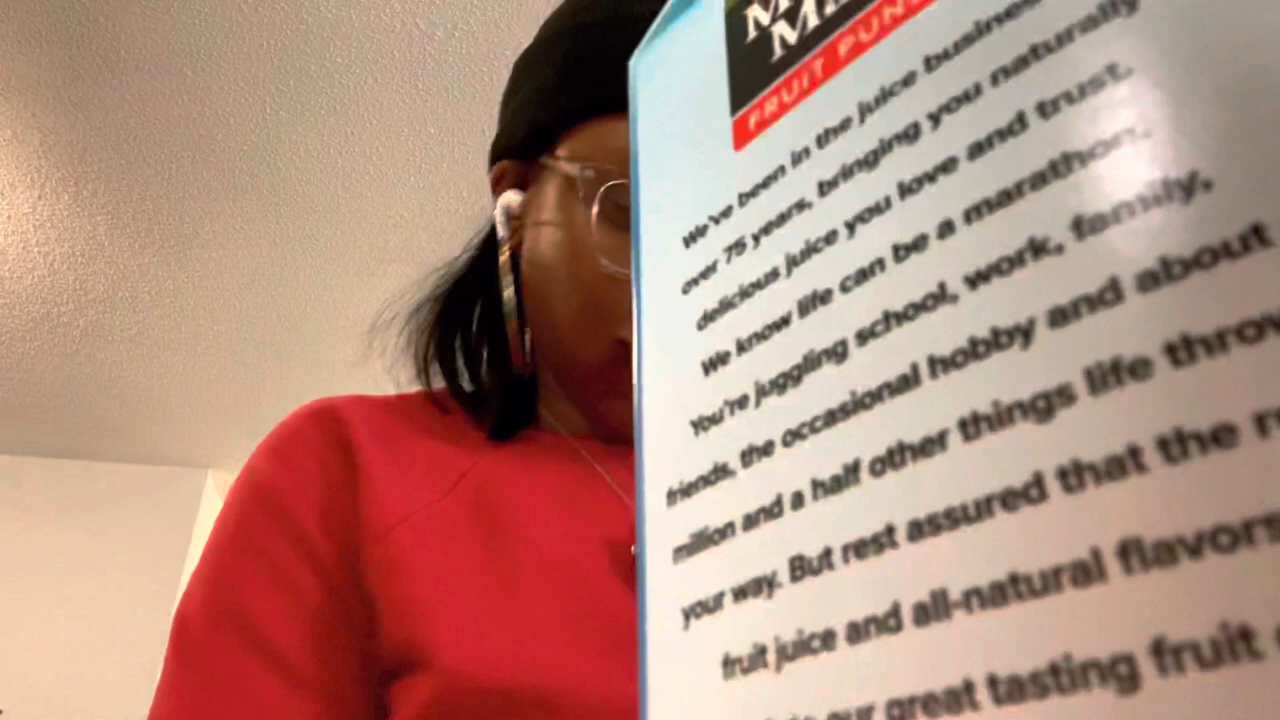 FRUIT PUN
We've been in the juice business
over 75 years, bringing you naturally
delicious juice you love and trust.
We know life can be a marathon.
You're juggling school, work, family,
friends, the occasional hobby and about
million and a half other things life throw
your way. But rest assured that the r
fruit juice and all-natural flavors
our great tasting fruit